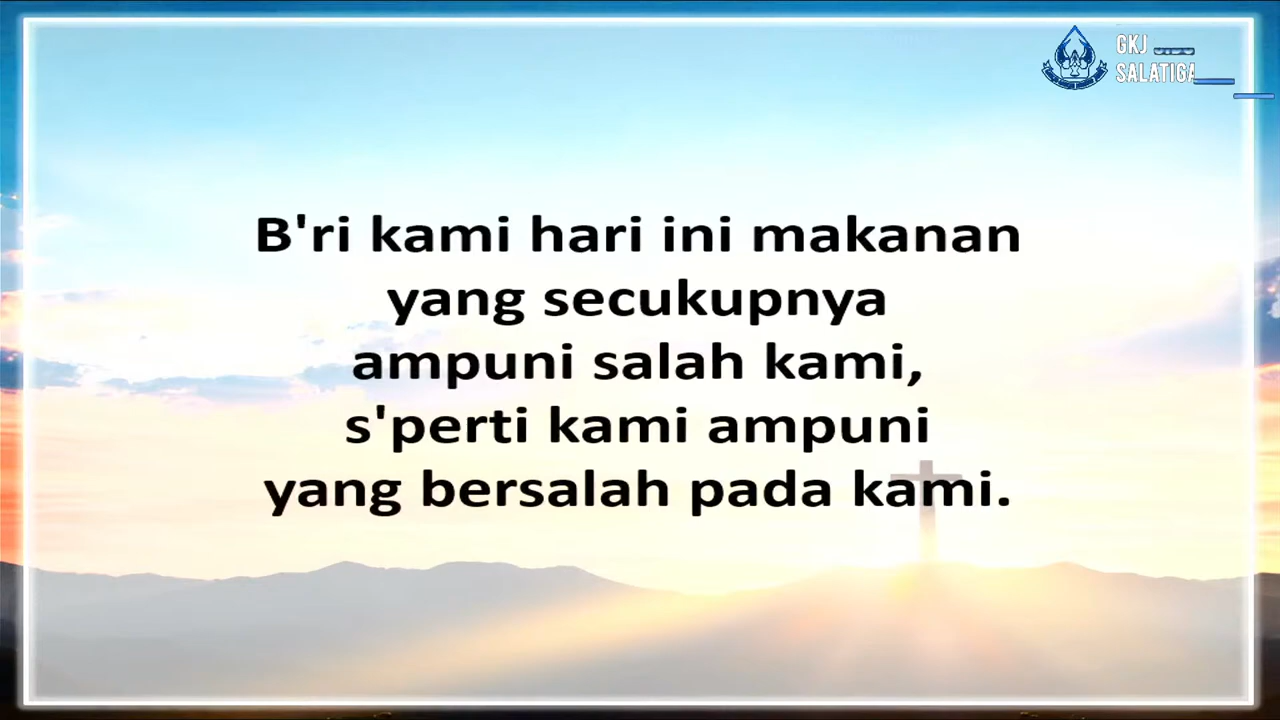 GKJ
SALATIGA
B'ri kami hari ini makanan
yang secukupnya
ampuni salah kami,
s'perti kami ampuni
yang bersalah pada kami.